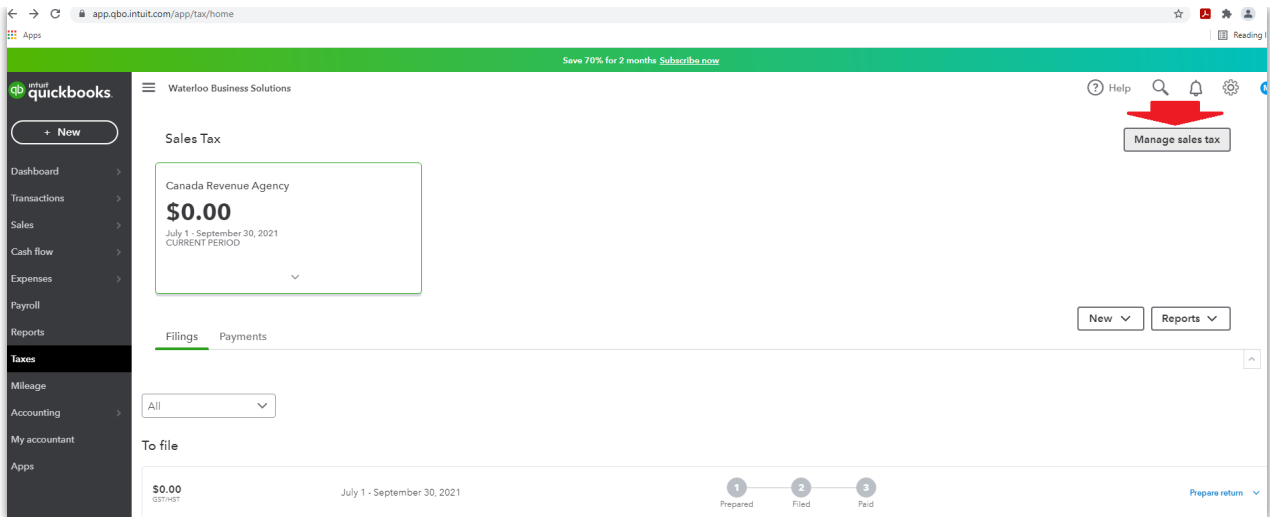 app.qbo.intuit.com/app/tax/home
Apps
Reading l
Save 70% for 2 months Subscribe now
qb intuit quickbooks.
Waterloo Business Solutions
Help
+ New
Sales Tax
Manage sales tax
Dashboard
Transactions
Sales
Cash flow
Expenses
Payroll
Reports
Taxes
Mileage
Accounting
My accountant
Apps
Canada Revenue Agency
$0.00
July 1 - September 30, 2021
CURRENT PERIOD
New
Reports
Filings Payments
All
To file
$0.00
GST/HST
July 1 - September 30, 2021
1 2 3
Prepared Filed Paid
Prepare return